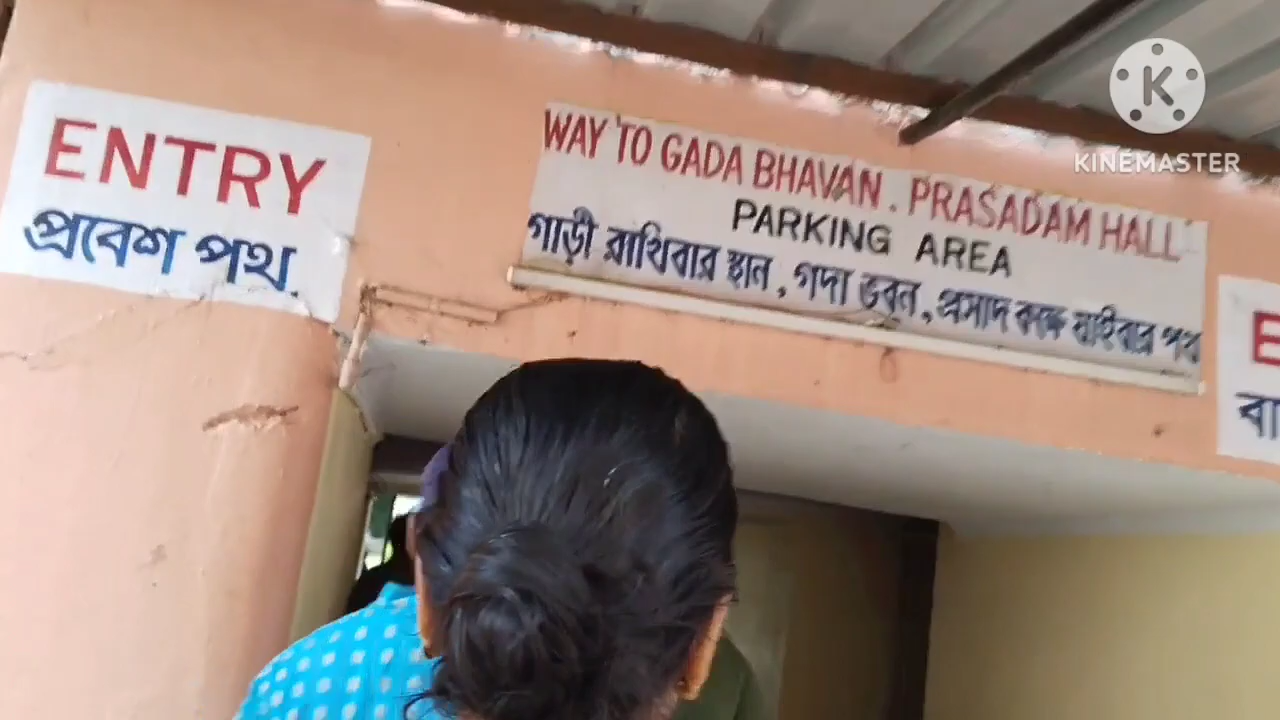 ENTRY
প্রবেশ পথ
WAY TO GADA BHAVAN. PRASADAM HALL
PARKING AREA
গাড়ী রাখিবার স্থান, গদা ভবন, প্রসাদ কক্ষে যাইবার পথ
E
বা
K
KINEMASTER